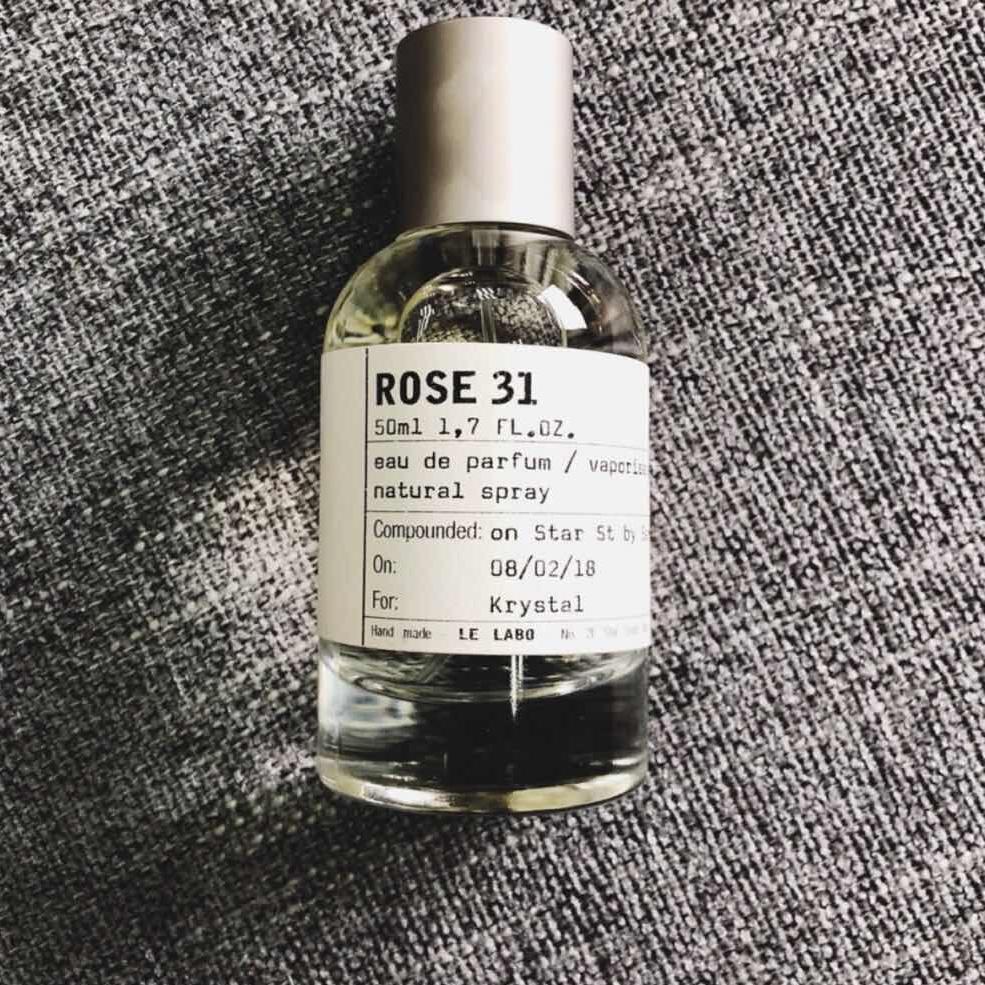 ROSE 31
50ml 1,7 FL.OZ.
eau de parfum /
natural spray
Compounded: on Star St by
On: 08/02/18
For: Krystal
Hand made LE LABO